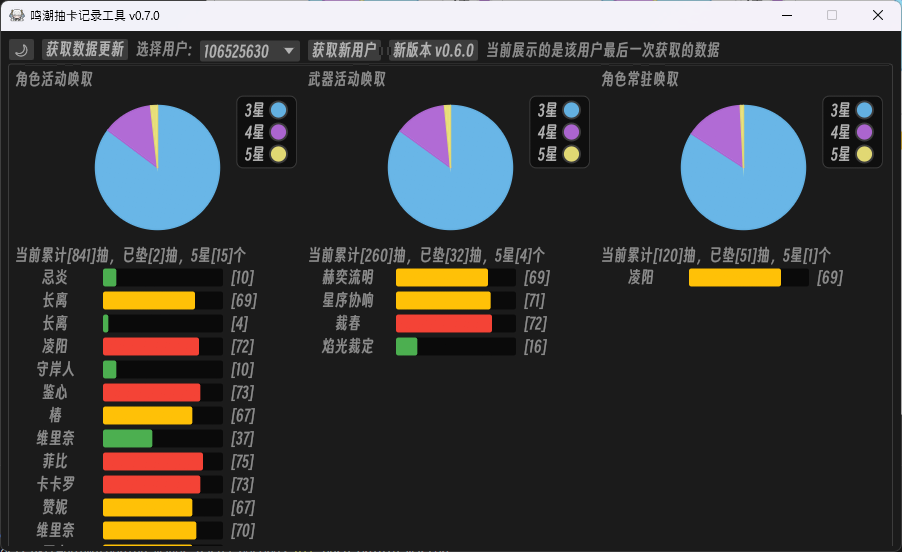 鸣潮抽卡记录工具 v0.7.0
获取数据更新 选择用户: 106525630 获取新用户 新版本 v0.6.0 当前展示的是该用户最后一次获取的数据
角色活动唤取
3星
4星
5星
当前累计[841]抽，已垫[2]抽，5星[15]个
忌炎 [10]
长离 [69]
长离 [4]
凌阳 [72]
守岸人 [10]
鉴心 [73]
椿 [67]
维里奈 [37]
菲比 [75]
卡卡罗 [73]
赞妮 [67]
维里奈 [70]
武器活动唤取
3星
4星
5星
当前累计[260]抽，已垫[32]抽，5星[4]个
赫奕流明 [69]
星序协响 [71]
裁春 [72]
焰光裁定 [16]
角色常驻唤取
3星
4星
5星
当前累计[120]抽，已垫[51]抽，5星[1]个
凌阳 [69]